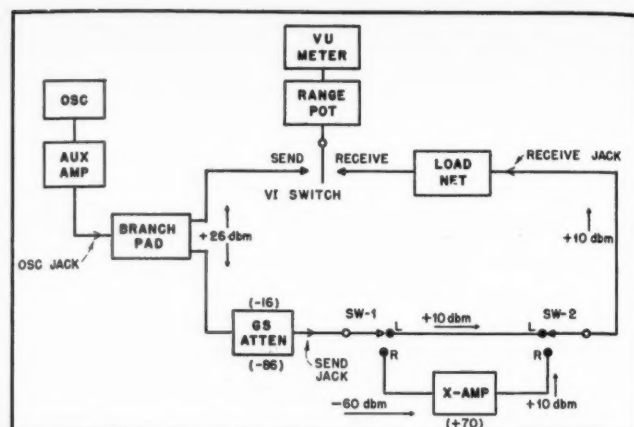 VU
METER
OSC
RANGE
POT
AUX
AMP
SEND
RECEIVE
LOAD
NET
RECEIVE JACK
VI SWITCH
BRANCH
PAD
+26 dbm
+10 dbm
OSC JACK
(-16)
GS
ATTEN
(-86)
SW-1
L
+10 dbm
L
SW-2
R
R
SEND
JACK
-60 dbm
X-AMP
(+70)
+10 dbm